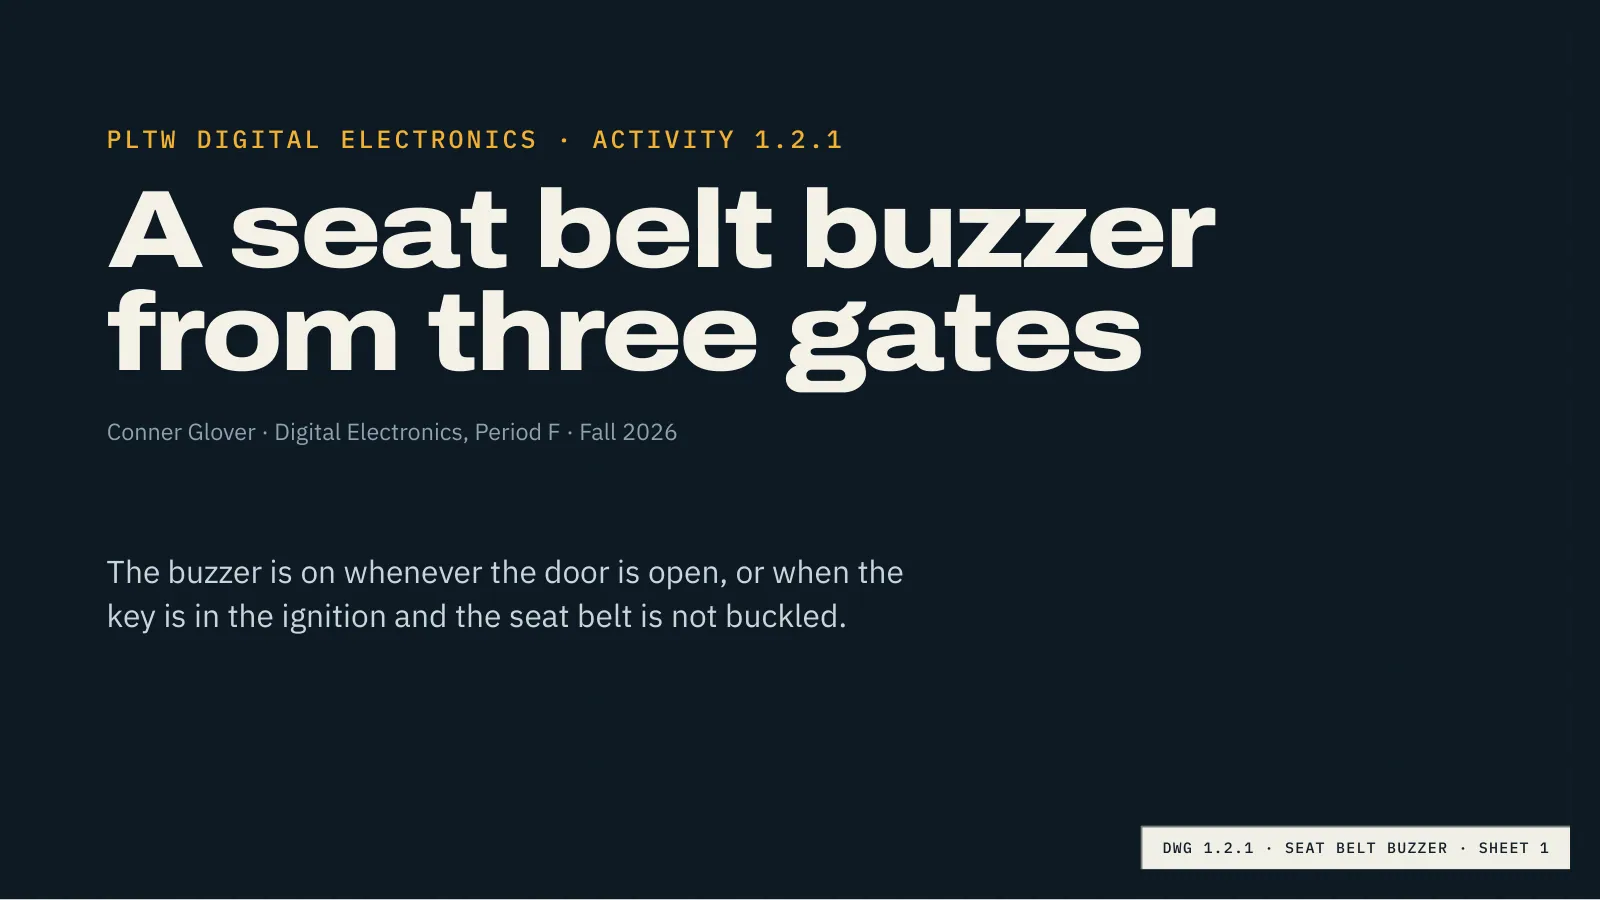 PLTW DIGITAL ELECTRONICS · ACTIVITY 1.2.1
A seat belt buzzer
from three gates
Conner Glover · Digital Electronics, Period F · Fall 2026
The buzzer is on whenever the door is open, or when the
key is in the ignition and the seat belt is not buckled.
DWG 1.2.1 · SEAT BELT BUZZER · SHEET 1